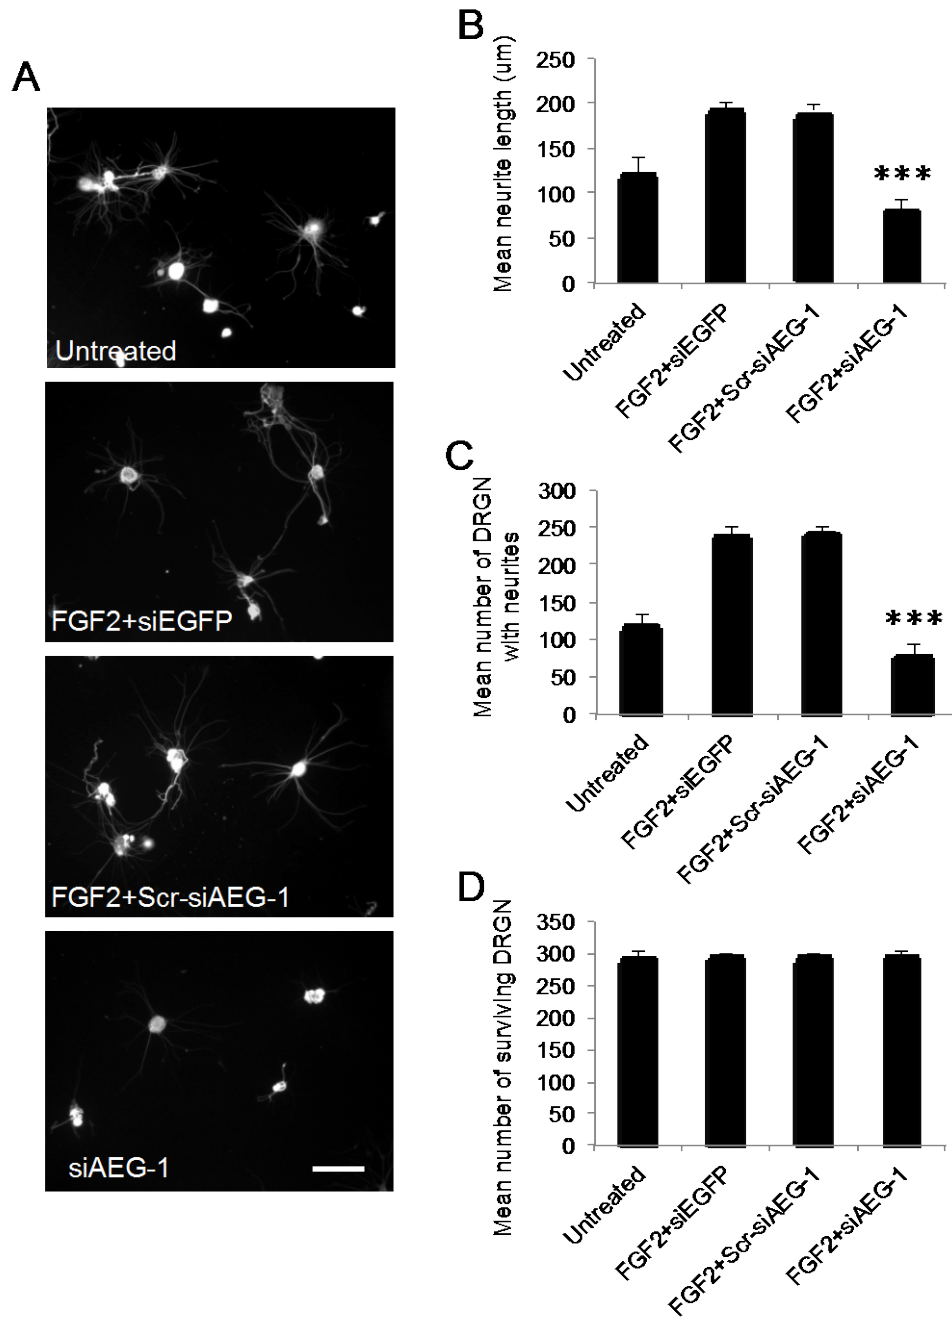 A
Untreated
FGF2+siEGFP
FGF2+Scr-siAEG-1
siAEG-1
B
Mean neurite length (um)
250
200
150
100
50
0
***
Untreated
FGF2+siEGFP
FGF2+Scr-siAEG-1
FGF2+siAEG-1
C
Mean number of DRGN
with neurites
300
250
200
150
100
50
0
***
Untreated
FGF2+siEGFP
FGF2+Scr-siAEG-1
FGF2+siAEG-1
D
Mean number of surviving DRGN
350
300
250
200
150
100
50
0
Untreated
FGF2+siEGFP
FGF2+Scr-siAEG-1
FGF2+siAEG-1